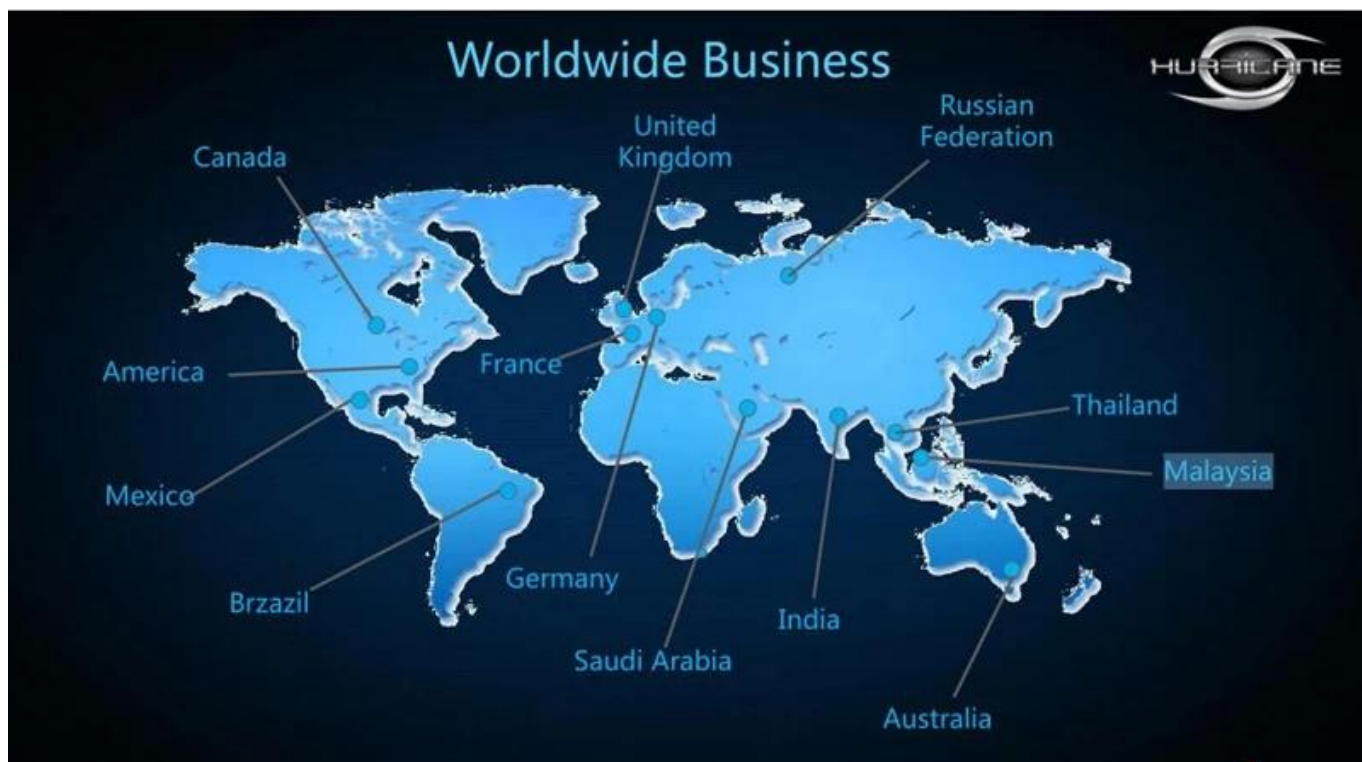 Worldwide Business
HURRICANE
Russian
Federation
United
Kingdom
Canada
France
America
Thailand
Malaysia
Mexico
Germany
Brzazil
India
Saudi Arabia
Australia